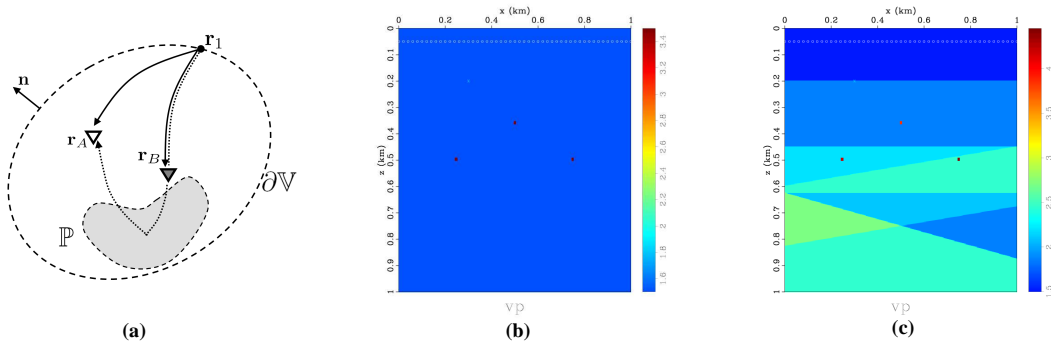 r₁
n
r_A
r_B
∂𝕍
ℙ
(a)
x (km)
0 0.2 0.4 0.6 0.8 1
z (km)
0 0.1 0.2 0.3 0.4 0.5 0.6 0.7 0.8 0.9 1
1.6 1.8 2 2.2 2.4 2.6 2.8 3 3.2 3.4
vp
(b)
x (km)
0 0.2 0.4 0.6 0.8 1
z (km)
0 0.1 0.2 0.3 0.4 0.5 0.6 0.7 0.8 0.9 1
1.5 2 2.5 3 3.5 4
vp
(c)